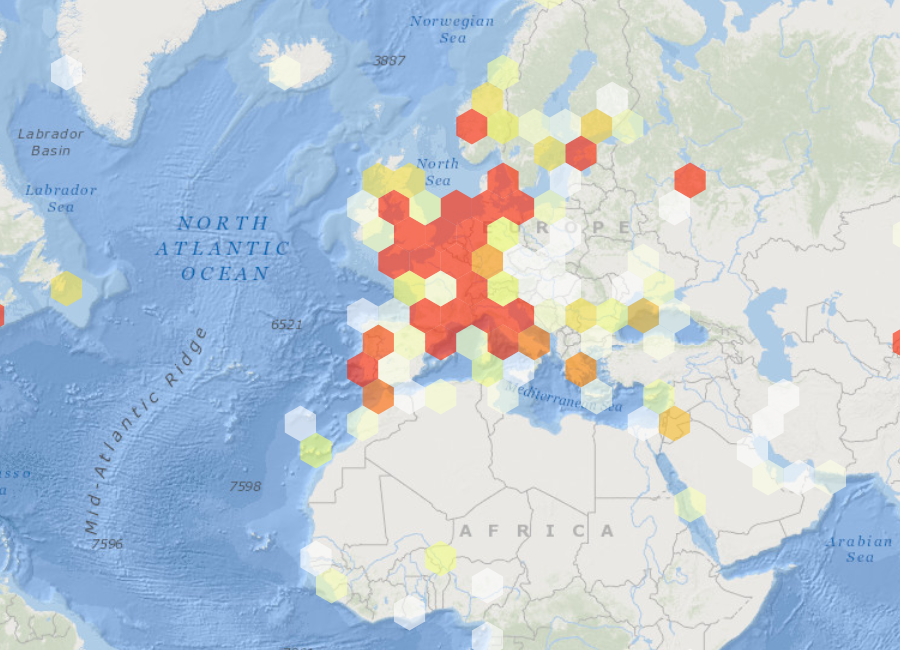 Norwegian
Sea
3887
Labrador
Basin
North
Sea
Labrador
Sea
NORTH
ATLANTIC
OCEAN
EUROPE
6521
Mid-Atlantic Ridge
Mediterranean Sea
7598
AFRICA
7596
Arabian
Sea